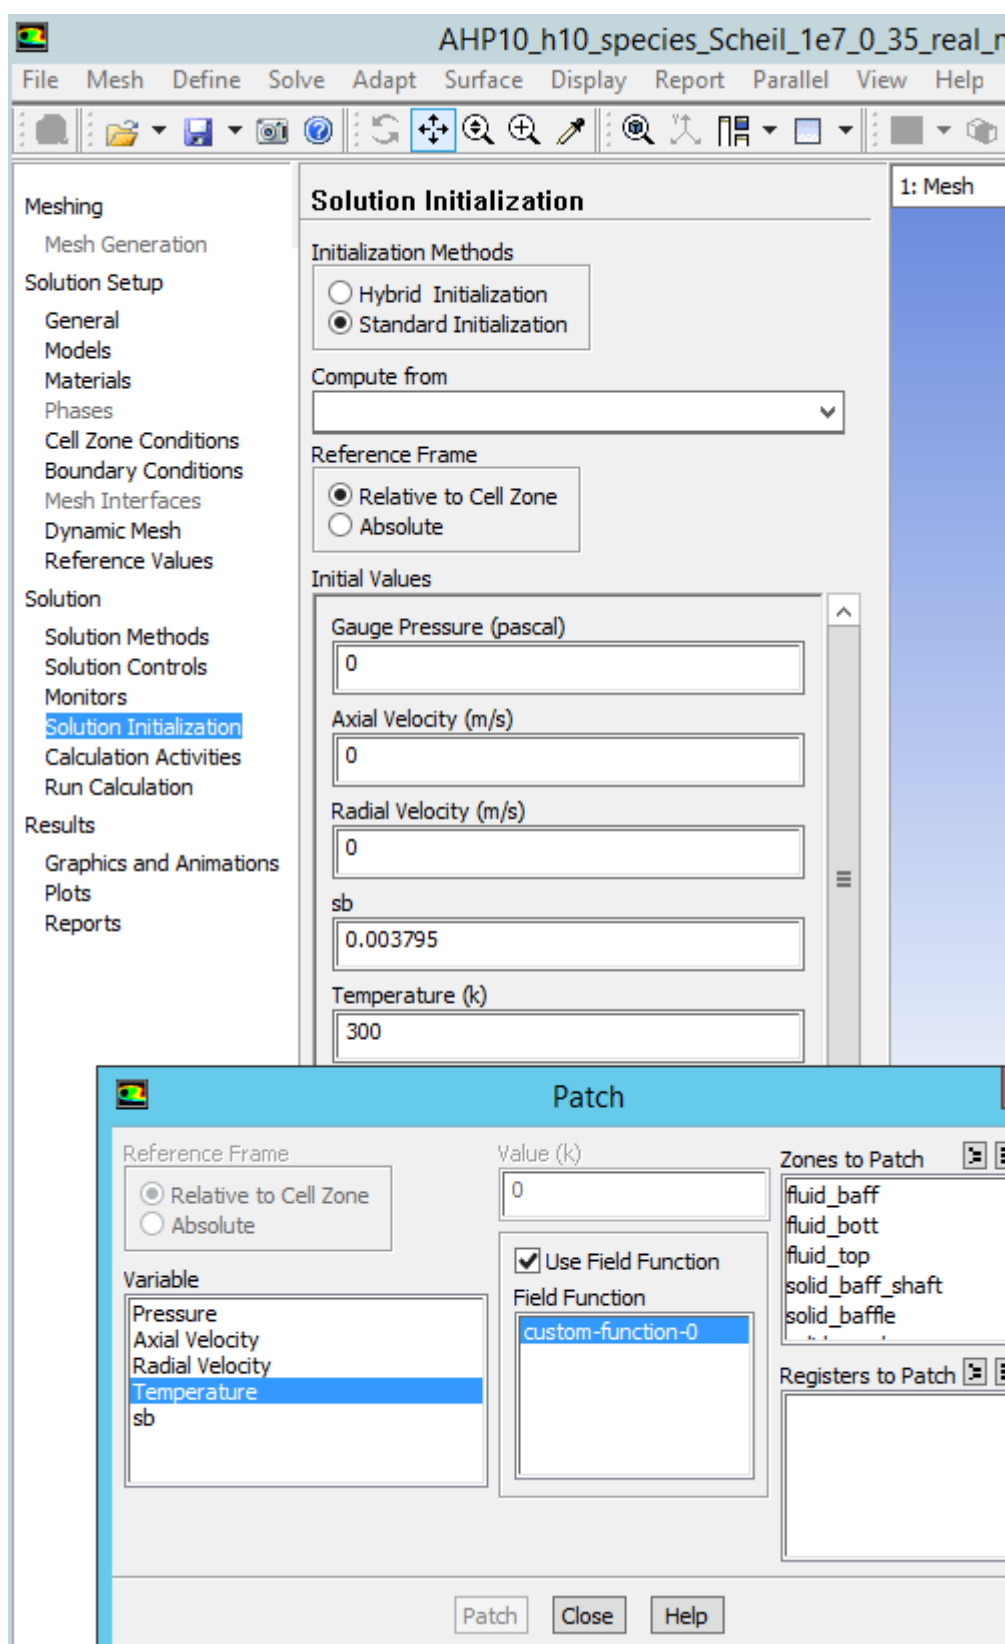 AHP10_h10_species_Scheil_1e7_0_35_real_
File Mesh Define Solve Adapt Surface Display Report Parallel View Help
1: Mesh
Meshing
Mesh Generation
Solution Setup
General
Models
Materials
Phases
Cell Zone Conditions
Boundary Conditions
Mesh Interfaces
Dynamic Mesh
Reference Values
Solution
Solution Methods
Solution Controls
Monitors
Solution Initialization
Calculation Activities
Run Calculation
Results
Graphics and Animations
Plots
Reports
Solution Initialization
Initialization Methods
Hybrid Initialization
Standard Initialization
Compute from
Reference Frame
Relative to Cell Zone
Absolute
Initial Values
Gauge Pressure (pascal)
0
Axial Velocity (m/s)
0
Radial Velocity (m/s)
0
sb
0.003795
Temperature (k)
300
Patch
Reference Frame
Relative to Cell Zone
Absolute
Variable
Pressure
Axial Velocity
Radial Velocity
Temperature
sb
Value (k)
0
Use Field Function
Field Function
custom-function-0
Zones to Patch
fluid_baff
fluid_bott
fluid_top
solid_baff_shaft
solid_baffle
Registers to Patch
Patch Close Help